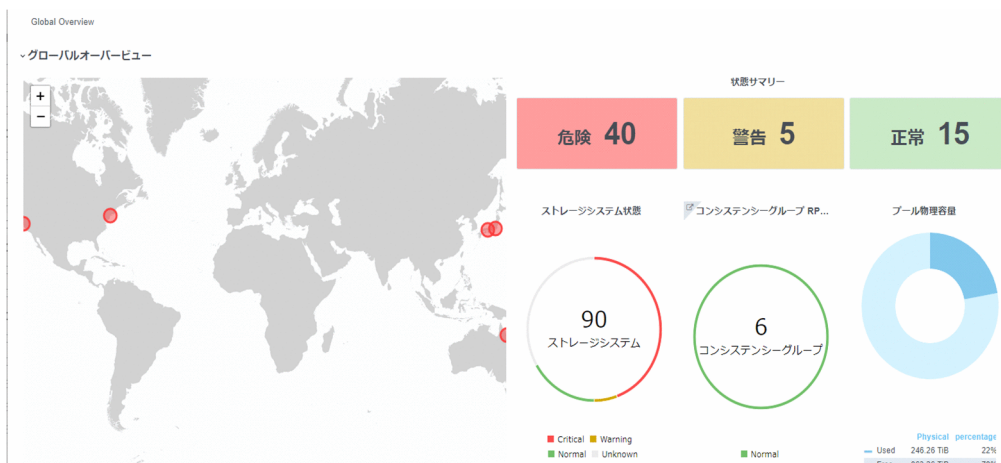 Global Overview
グローバルオーバービュー
+
−
状態サマリー
危険 40
警告 5
正常 15
ストレージシステム状態
コンシステンシーグループ RP...
プール物理容量
90
ストレージシステム
6
コンシステンシーグループ
Critical Warning
Normal Unknown
Normal
Physical percentage
Used 246.26 TiB 22%